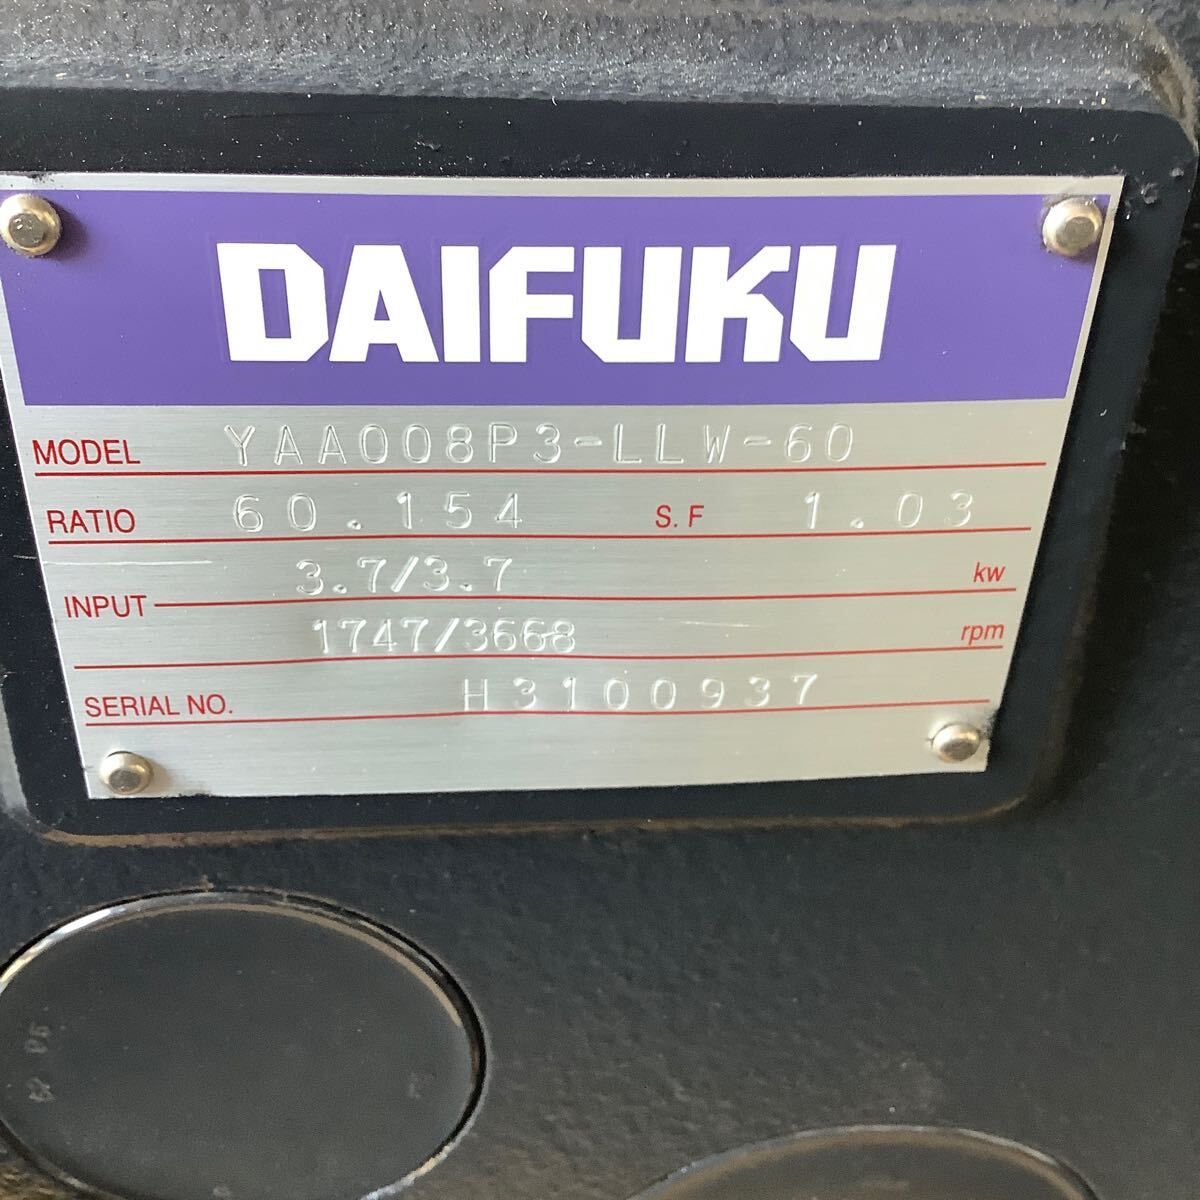 DAIFUKU
MODEL YAA008P3-LLW-60
RATIO 60.154 S.F 1.03
INPUT 3.7/3.7 kw
1747/3668 rpm
SERIAL NO. H3100937